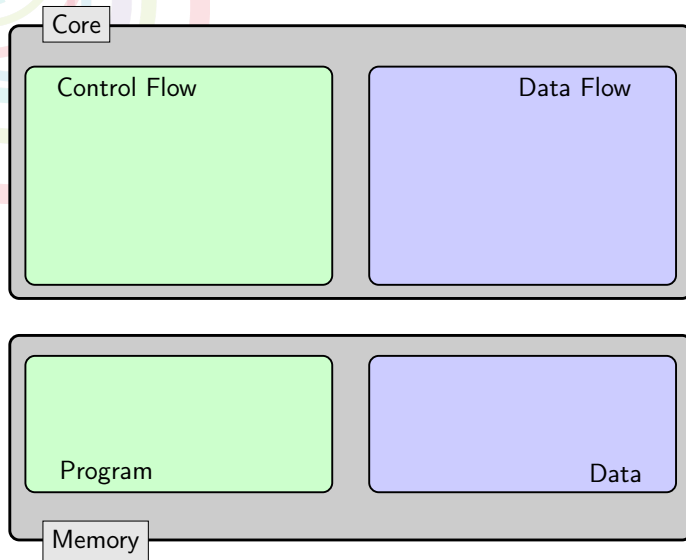 Core
Control Flow
Data Flow
Program
Data
Memory